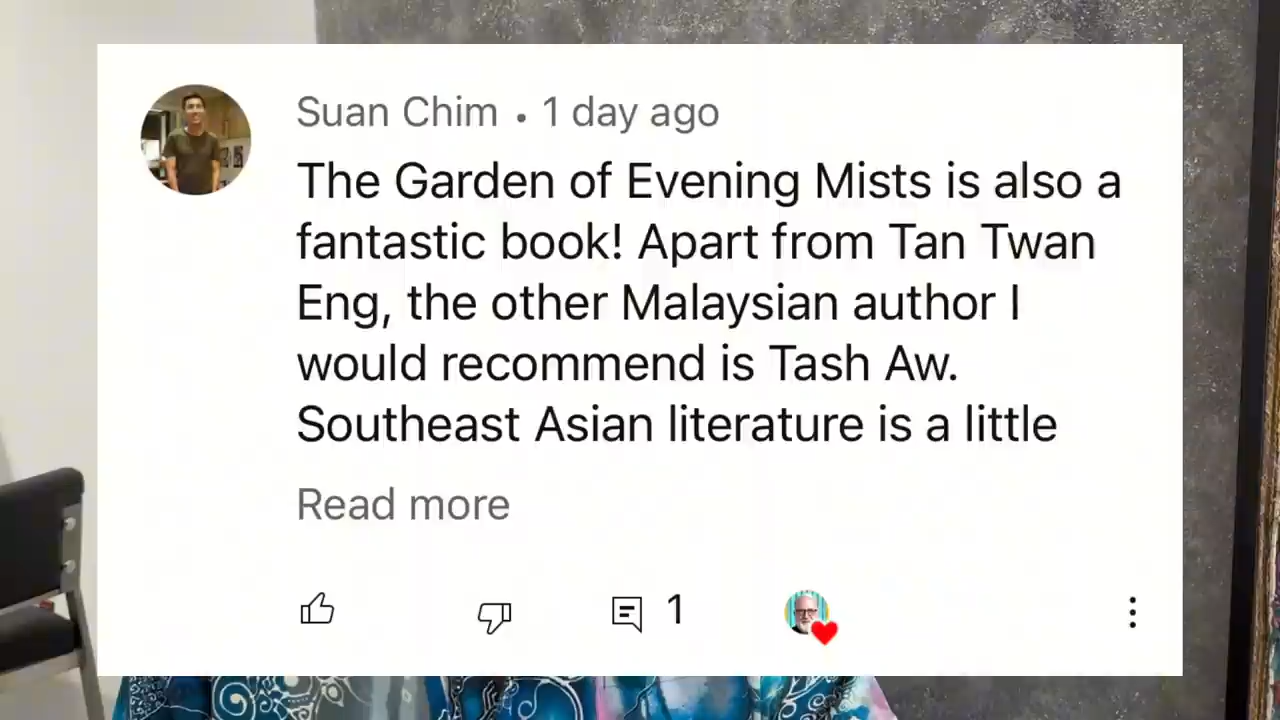 Suan Chim • 1 day ago
The Garden of Evening Mists is also a
fantastic book! Apart from Tan Twan
Eng, the other Malaysian author I
would recommend is Tash Aw.
Southeast Asian literature is a little
Read more
1